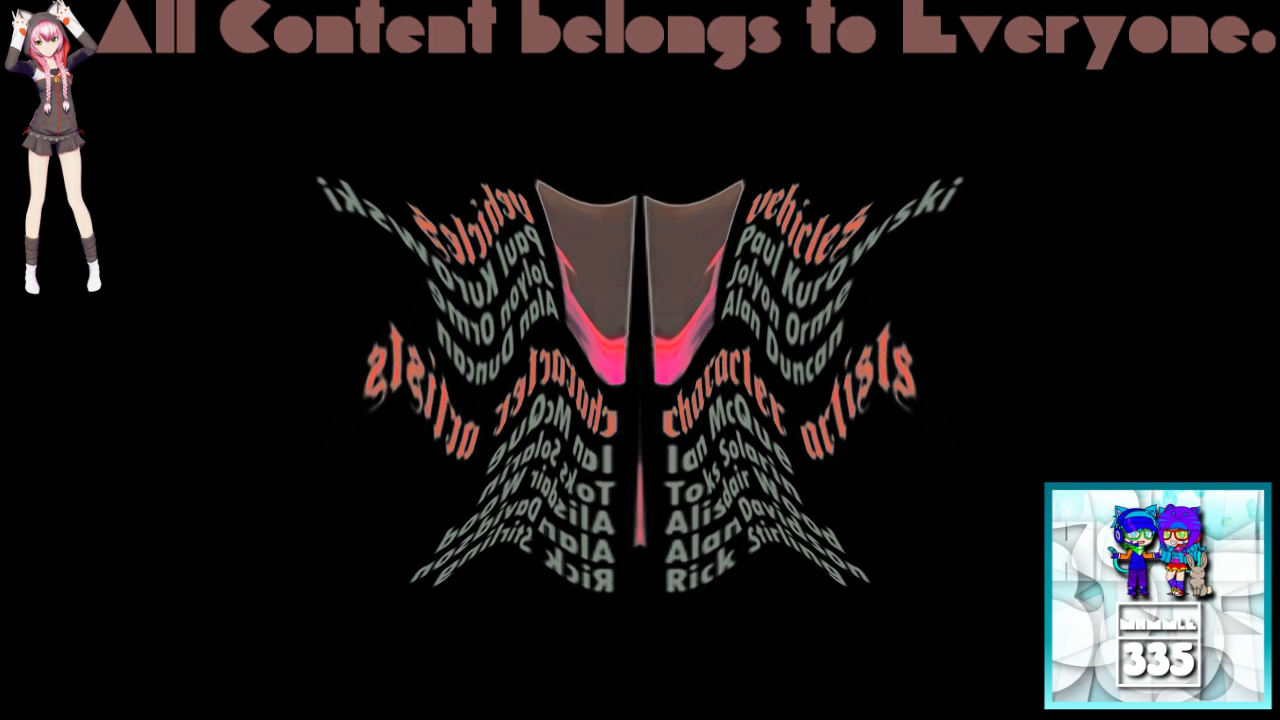 All Content belongs to Everyone.
vehicles
Paul Kurowski
Jolyon Orme
Alan Duncan
character artists
Ian McQue
Toks Solarin
Alisdair Wood
Alan Davidson
Rick Stirling
335